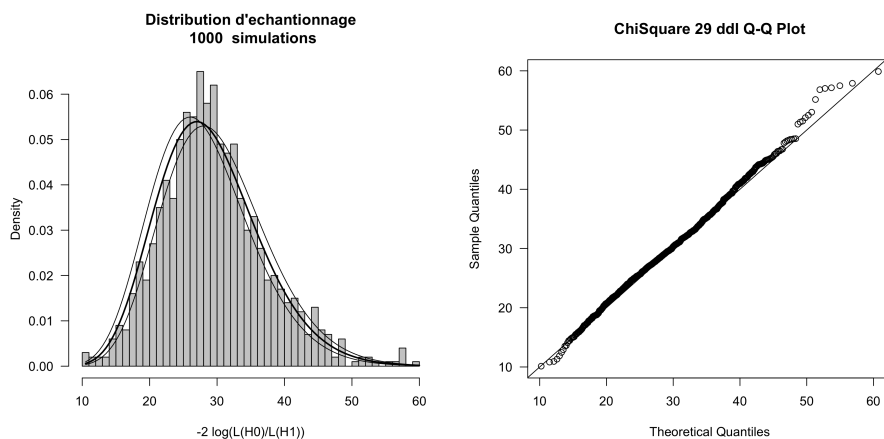 Distribution d'echantionnage
1000 simulations
0.06
0.05
0.04
0.03
0.02
0.01
0.00
Density
10 20 30 40 50 60
-2 log(L(H0)/L(H1))
ChiSquare 29 ddl Q-Q Plot
60
50
40
30
20
10
Sample Quantiles
10 20 30 40 50 60
Theoretical Quantiles